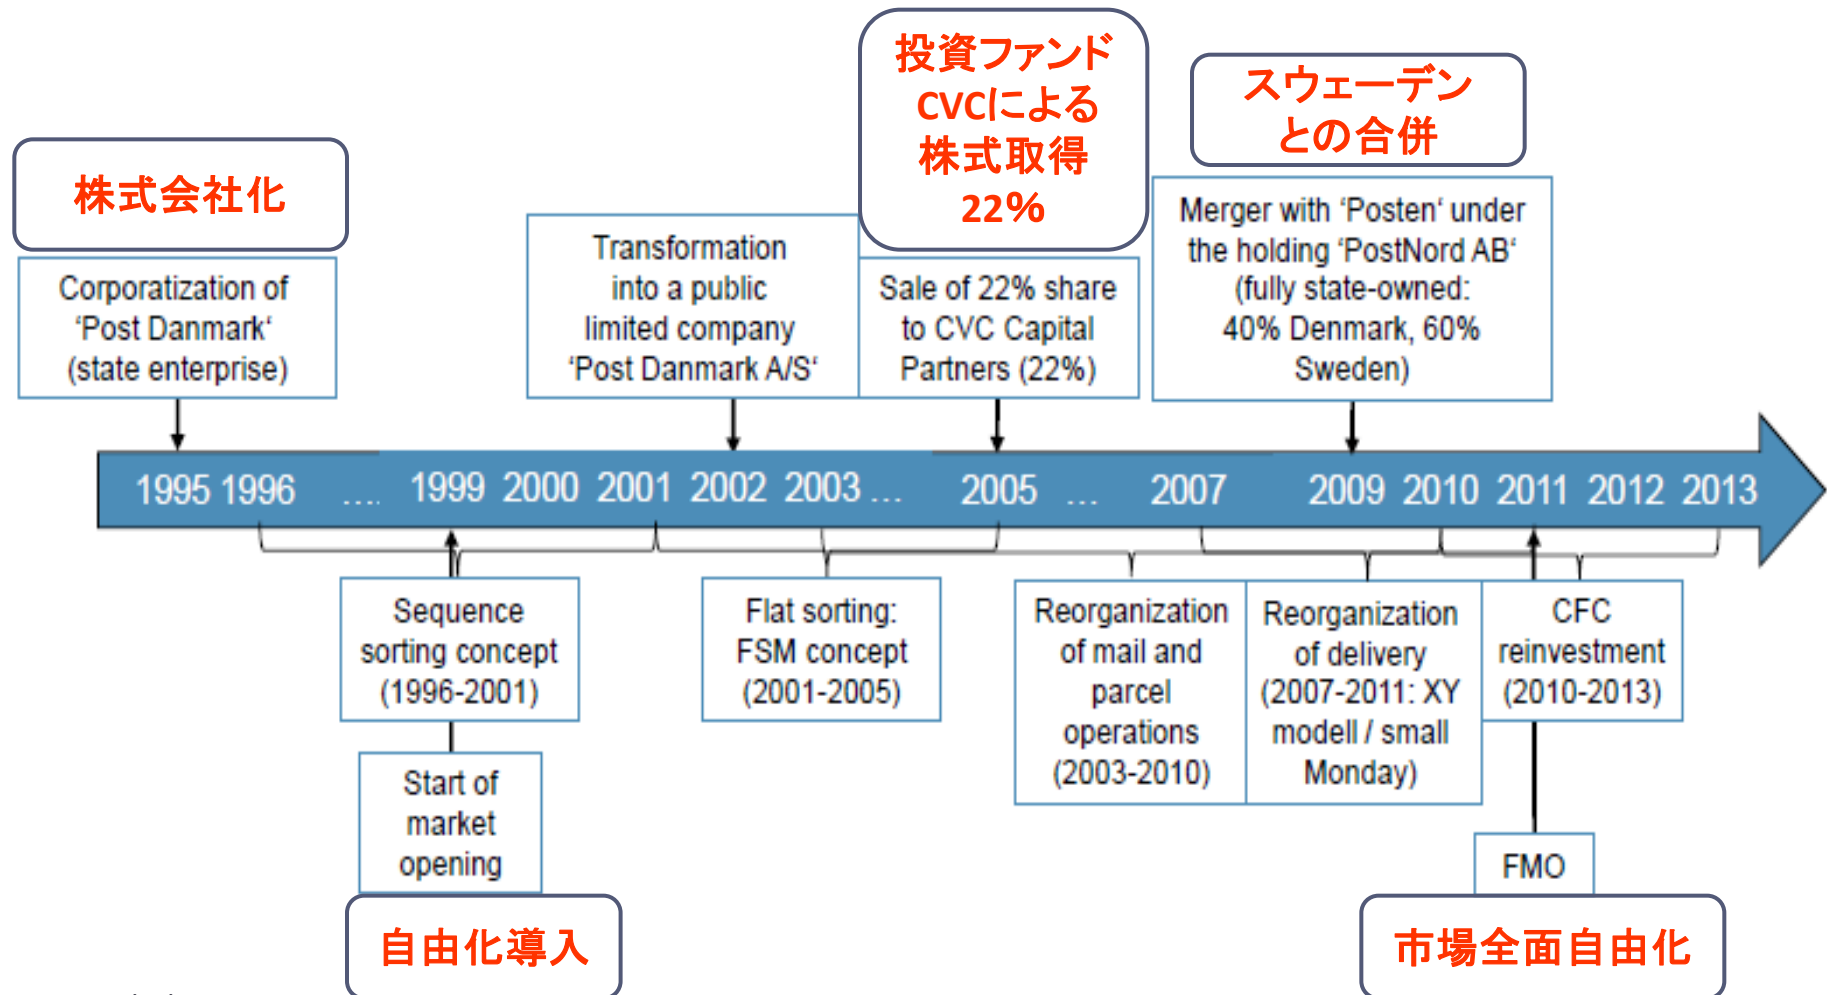 投資ファンド
CVCによる
株式取得
22%
スウェーデン
との合併
株式会社化
Corporatization of
‘Post Danmark‘
(state enterprise)
Transformation
into a public
limited company
‘Post Danmark A/S‘
Sale of 22% share
to CVC Capital
Partners (22%)
Merger with ‘Posten‘ under
the holding ‘PostNord AB‘
(fully state-owned:
40% Denmark, 60%
Sweden)
1995 1996 .... 1999 2000 2001 2002 2003 ... 2005 ... 2007 2009 2010 2011 2012 2013
Sequence
sorting concept
(1996-2001)
Flat sorting:
FSM concept
(2001-2005)
Reorganization
of mail and
parcel
operations
(2003-2010)
Reorganization
of delivery
(2007-2011: XY
modell / small
Monday)
CFC
reinvestment
(2010-2013)
Start of
market
opening
FMO
自由化導入
市場全面自由化